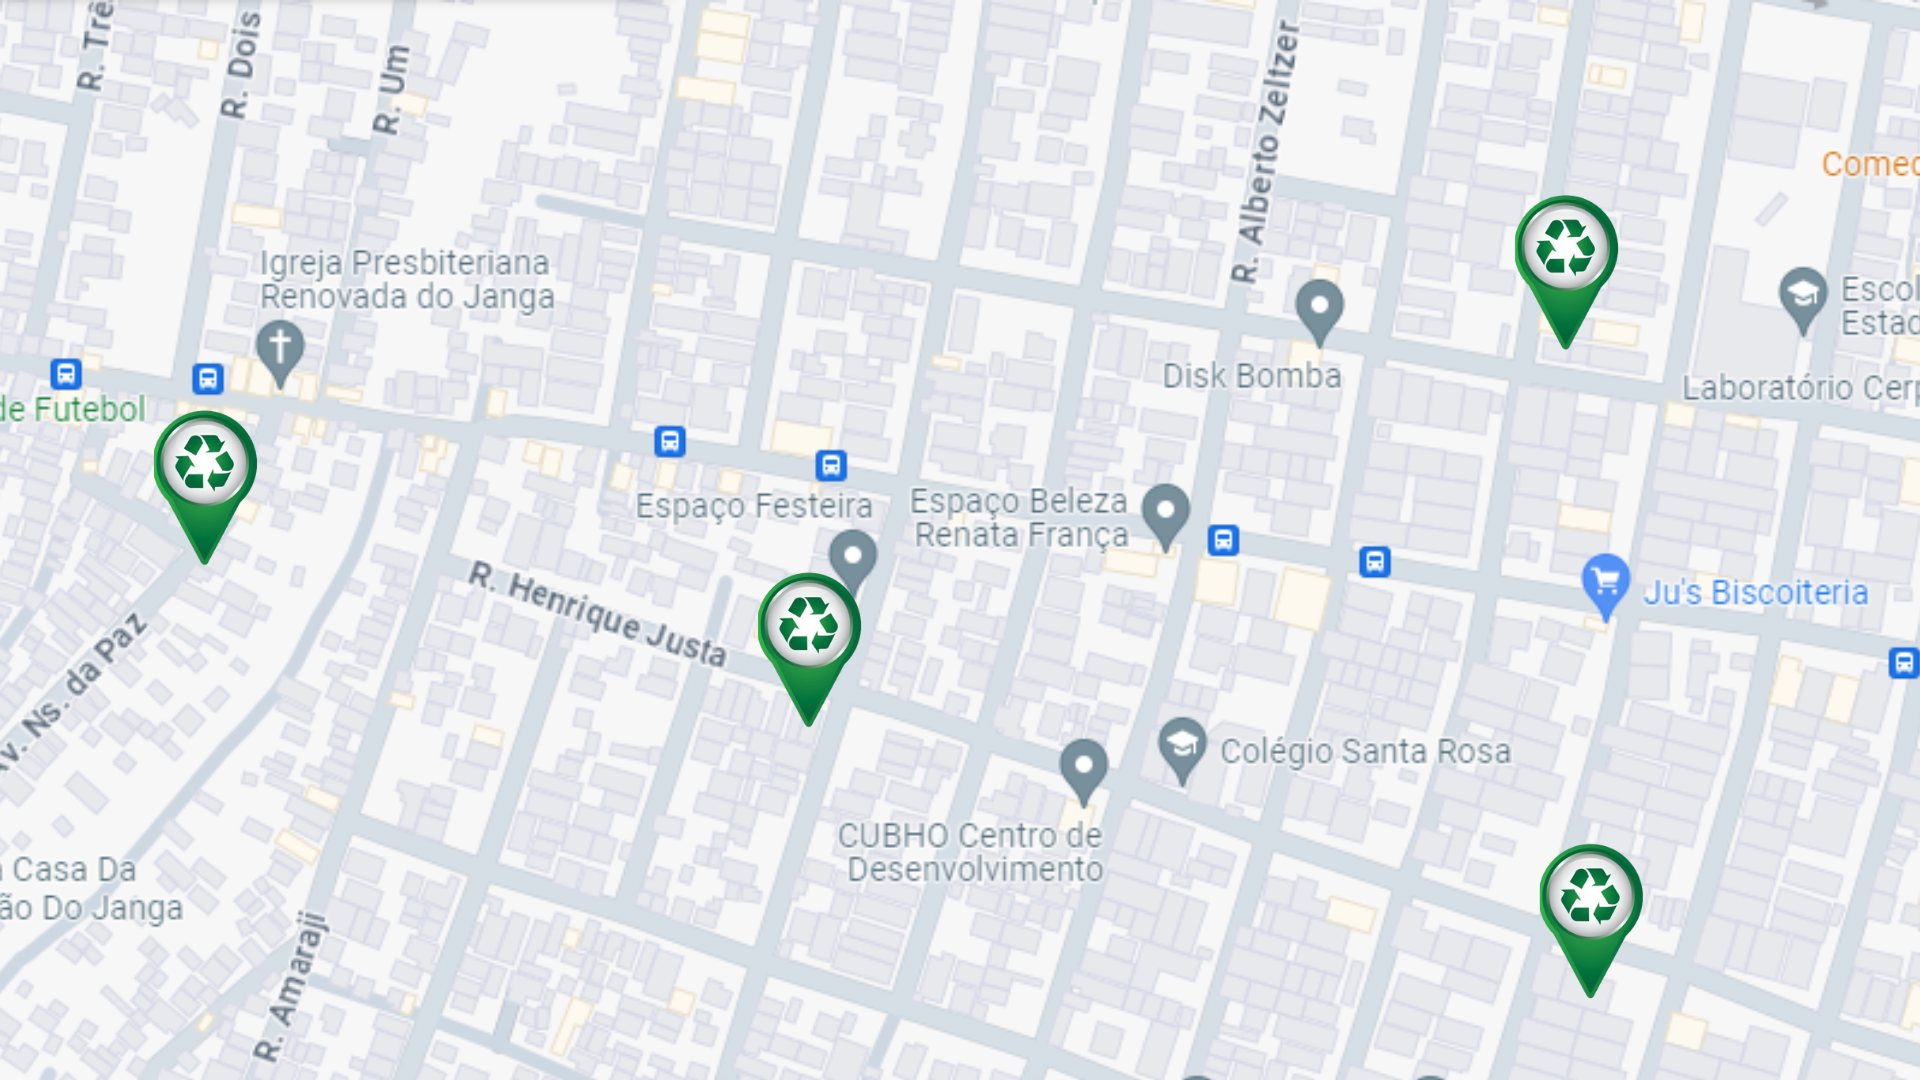 R. Trê
R. Dois
R. Um
R. Alberto Zeltzer
Comec
Igreja Presbiteriana
Renovada do Janga
Escol
Estad
Disk Bomba
Laboratório Cerp
de Futebol
Espaço Festeira
Espaço Beleza
Renata França
R. Henrique Justa
Ju's Biscoiteria
Av. Ns. da Paz
Colégio Santa Rosa
CUBHO Centro de
Desenvolvimento
Casa Da
ão Do Janga
R. Amaraji